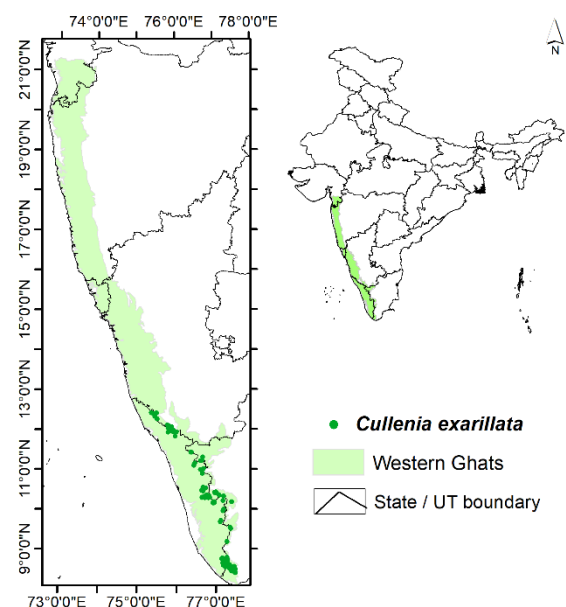 74°0'0"E 76°0'0"E 78°0'0"E
21°0'0"N
19°0'0"N
17°0'0"N
15°0'0"N
13°0'0"N
11°0'0"N
9°0'0"N
73°0'0"E 75°0'0"E 77°0'0"E
N
Cullenia exarillata
Western Ghats
State / UT boundary